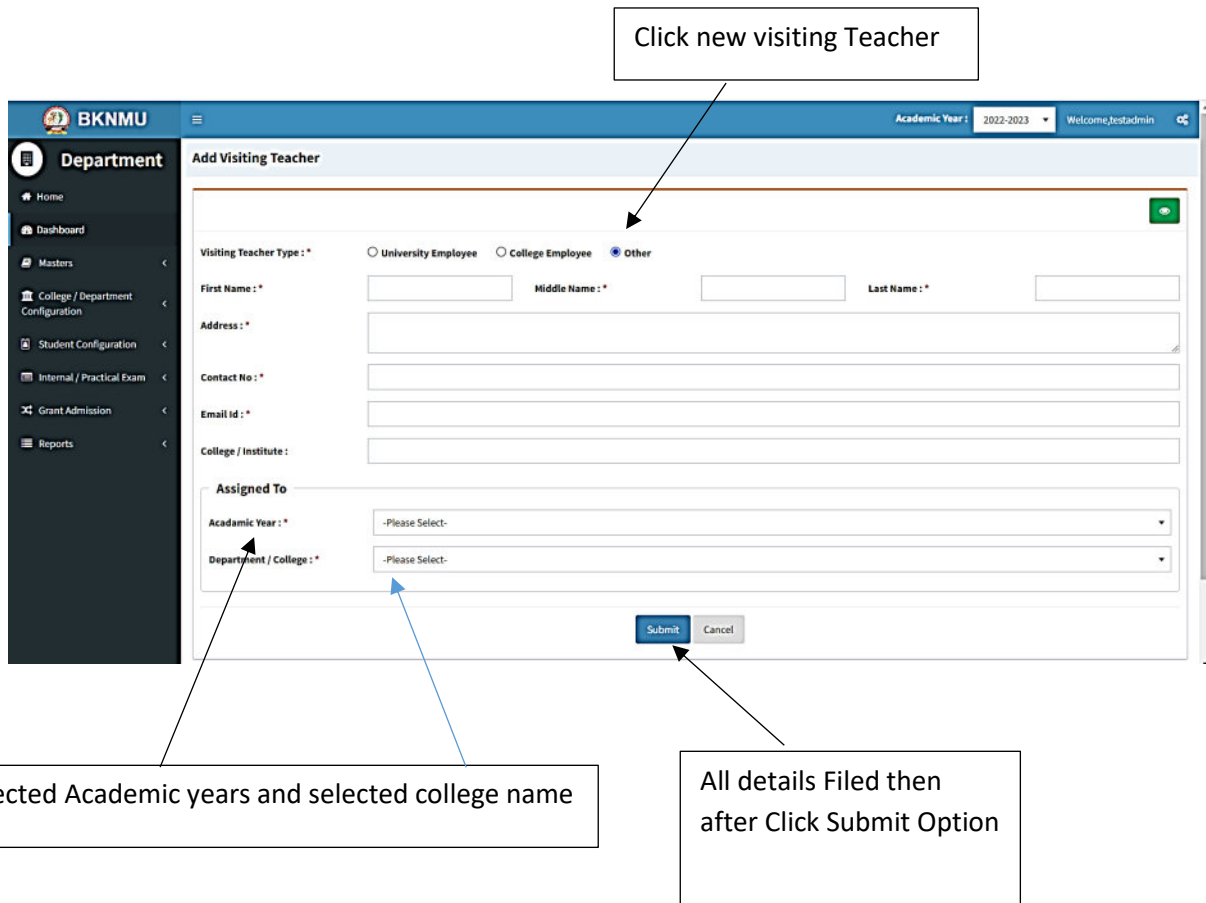 Click new visiting Teacher
BKNMU
Academic Year : 2022-2023 Welcome,testadmin
Department
Add Visiting Teacher
Home
Dashboard
Masters
College / Department
Configuration
Student Configuration
Internal / Practical Exam
Grant Admission
Reports
Visiting Teacher Type : * University Employee College Employee Other
First Name : * Middle Name : * Last Name : *
Address : *
Contact No : *
Email Id : *
College / Institute :
Assigned To
Acadamic Year : * -Please Select-
Department / College : * -Please Select-
Submit Cancel
Academic years and selected college name
All details Filed then
after Click Submit Option